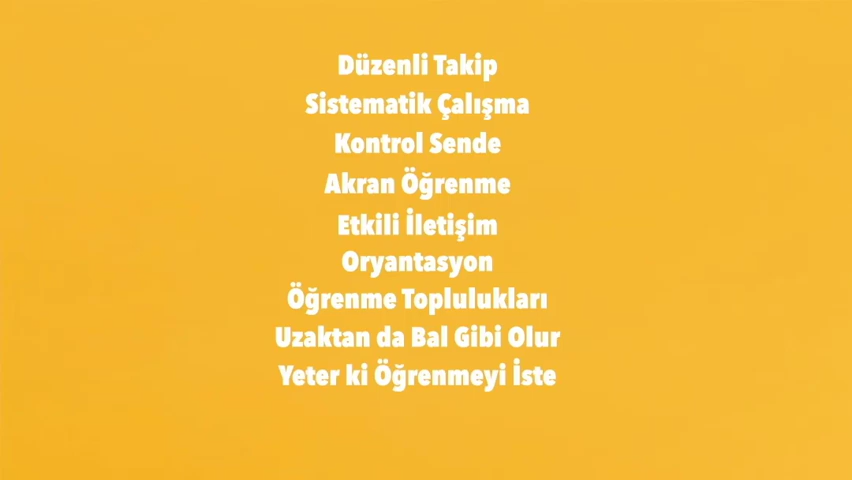 Düzenli Takip
Sistematik Çalışma
Kontrol Sende
Akran Öğrenme
Etkili İletişim
Oryantasyon
Öğrenme Toplulukları
Uzaktan da Bal Gibi Olur
Yeter ki Öğrenmeyi İste